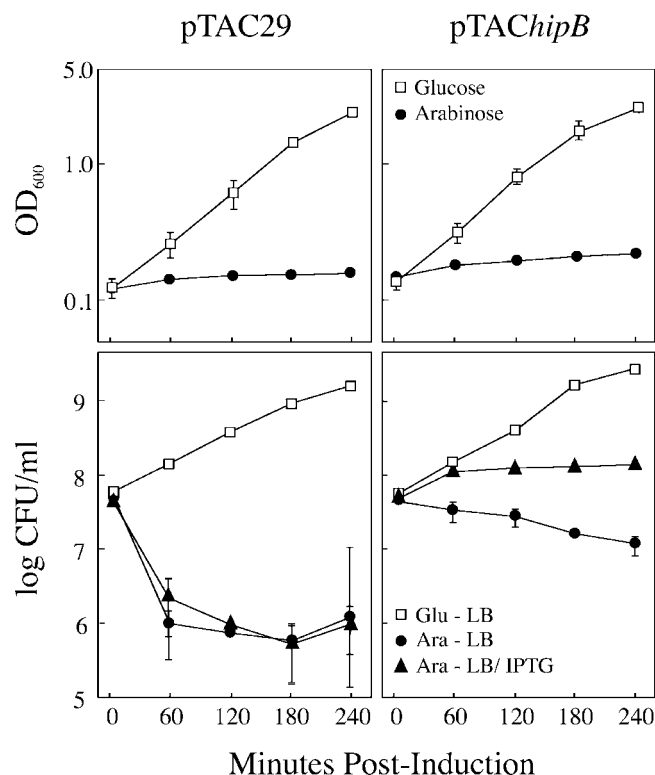 pTAC29
pTAChipB
OD600
5.0
1.0
0.1
Glucose
Arabinose
log CFU/ml
9
8
7
6
5
Glu - LB
Ara - LB
Ara - LB/ IPTG
0 60 120 180 240
0 60 120 180 240
Minutes Post-Induction